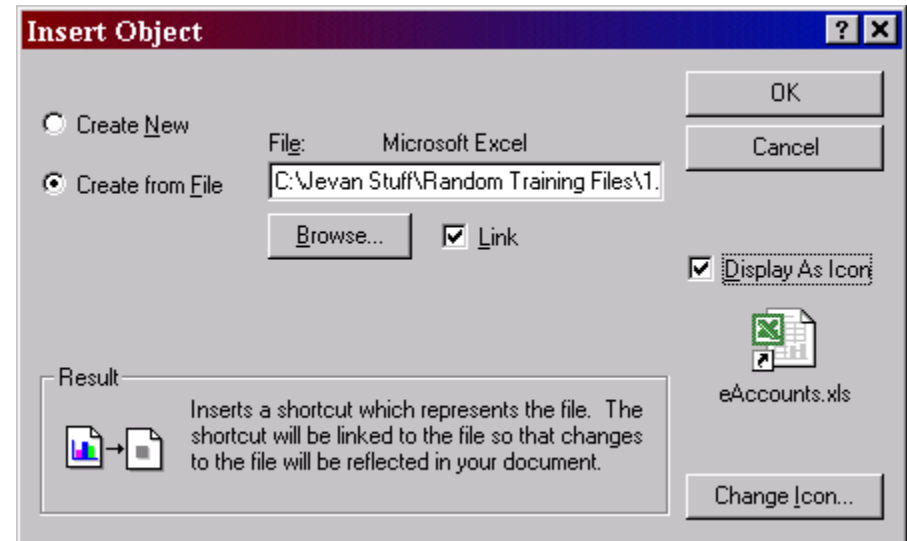 Insert Object
OK
Create New
File: Microsoft Excel
Cancel
Create from File
C:\Jevan Stuff\Random Training Files\1.
Browse...
Link
Display As Icon
eAccounts.xls
Result
Inserts a shortcut which represents the file. The
shortcut will be linked to the file so that changes
to the file will be reflected in your document.
Change Icon...